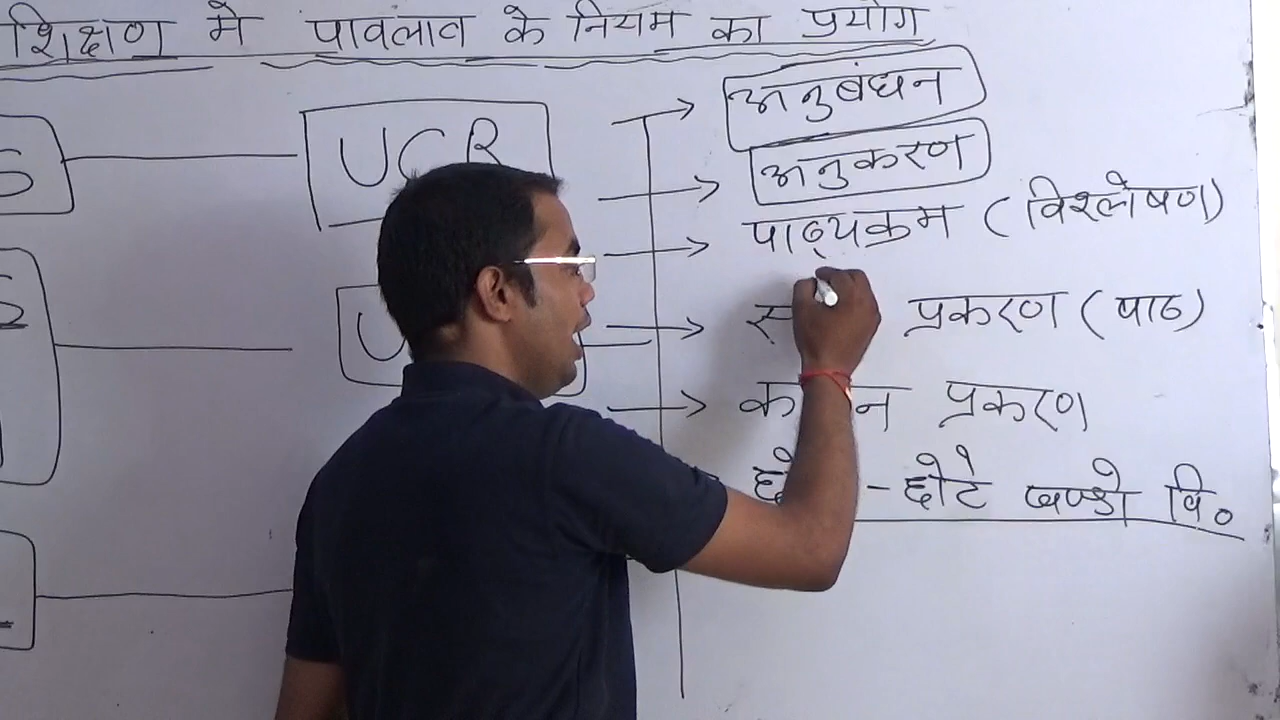 शिक्षण मे पावलाव के नियम का प्रयोग
UCR
अनुबंधन
अनुकरण
पाठ्यक्रम (विश्लेषण)
प्रकरण (पाठ)
प्रकरण
- छोटे खण्डो वि०